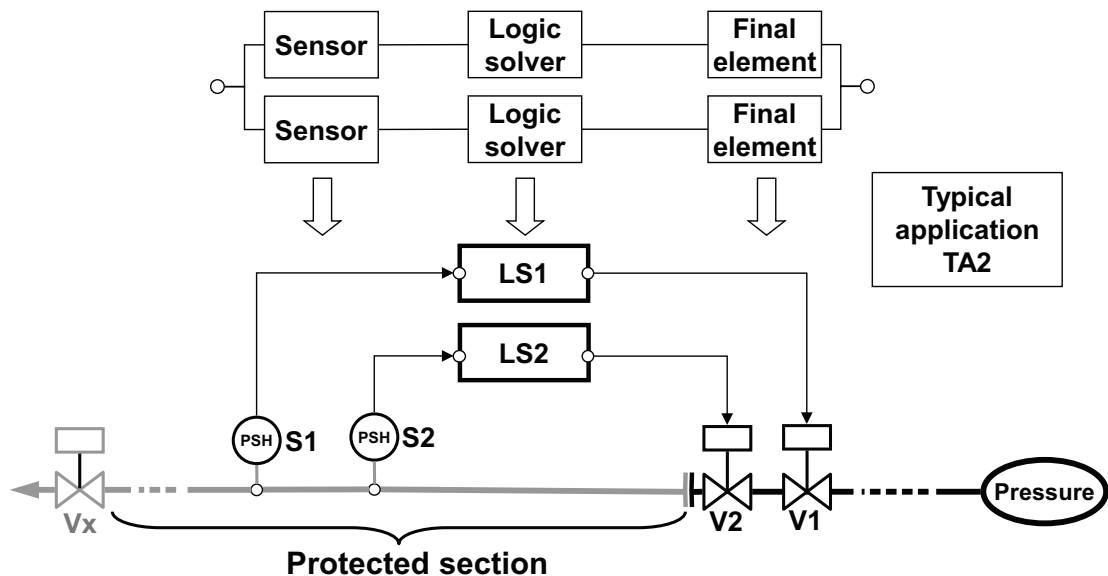 Sensor
Logic
solver
Final
element
Sensor
Logic
solver
Final
element
Typical
application
TA2
LS1
LS2
PSH
S1
PSH
S2
Vx
V2
V1
Pressure
Protected section